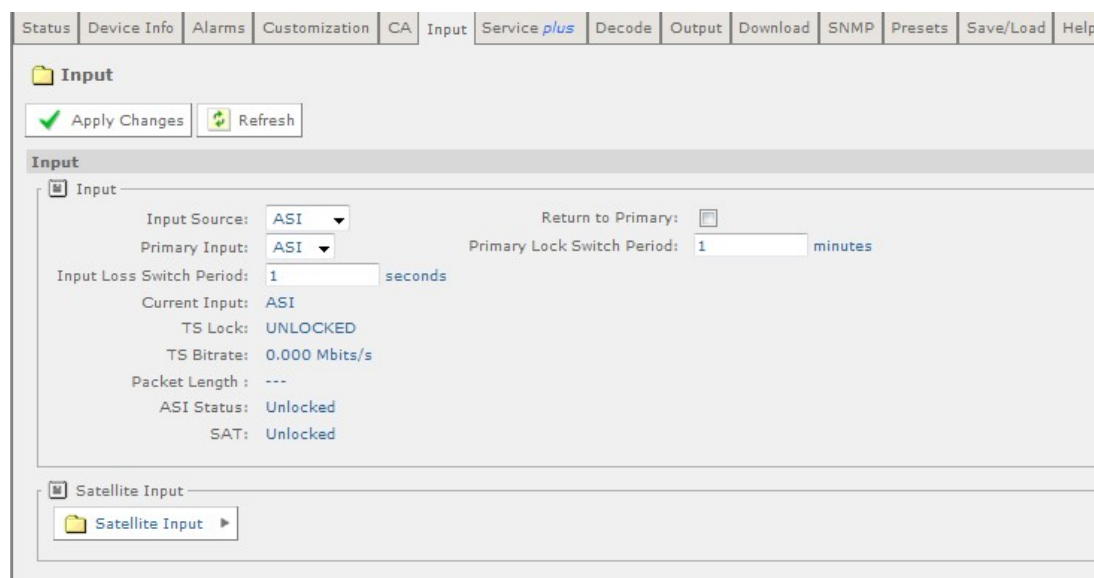 Status Device Info Alarms Customization CA Input Service plus Decode Output Download SNMP Presets Save/Load Help
Input
Apply Changes Refresh
Input
Input
Input Source: ASI Return to Primary:
Primary Input: ASI Primary Lock Switch Period: 1 minutes
Input Loss Switch Period: 1 seconds
Current Input: ASI
TS Lock: UNLOCKED
TS Bitrate: 0.000 Mbits/s
Packet Length : ---
ASI Status: Unlocked
SAT: Unlocked
Satellite Input
Satellite Input